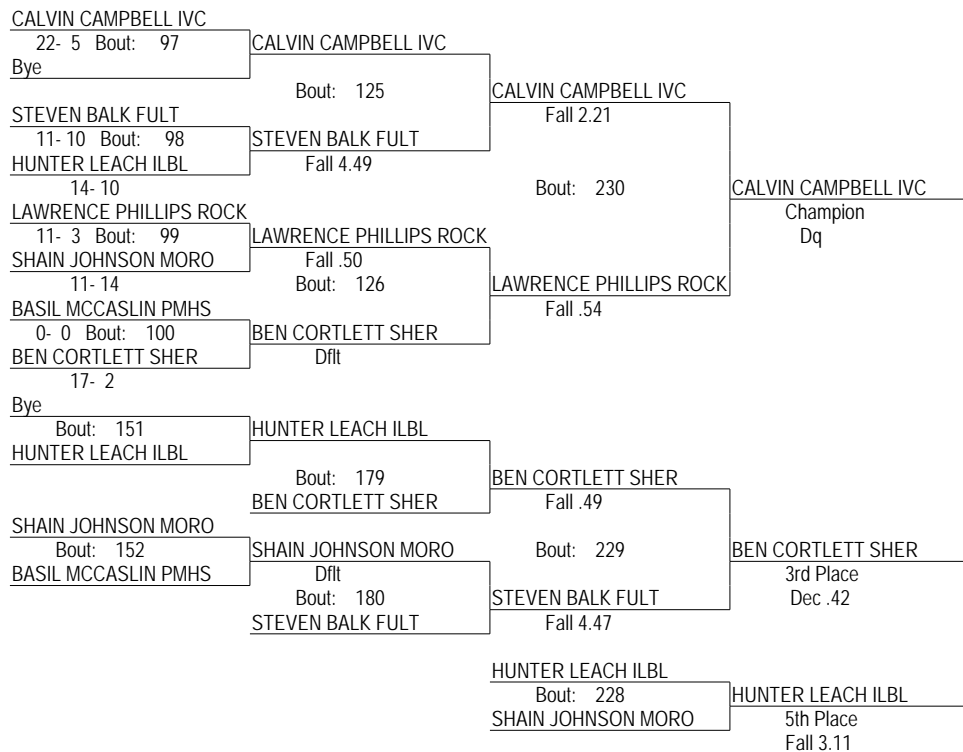 CALVIN CAMPBELL IVC
22- 5 Bout: 97
Bye
CALVIN CAMPBELL IVC
Bout: 125
STEVEN BALK FULT
11- 10 Bout: 98
HUNTER LEACH ILBL
14- 10
STEVEN BALK FULT
Fall 4.49
CALVIN CAMPBELL IVC
Fall 2.21
Bout: 230
LAWRENCE PHILLIPS ROCK
11- 3 Bout: 99
SHAIN JOHNSON MORO
11- 14
LAWRENCE PHILLIPS ROCK
Fall .50
Bout: 126
BASIL MCCASLIN PMHS
0- 0 Bout: 100
BEN CORTLETT SHER
17- 2
BEN CORTLETT SHER
Dflt
LAWRENCE PHILLIPS ROCK
Fall .54
CALVIN CAMPBELL IVC
Champion
Dq
Bye
Bout: 151
HUNTER LEACH ILBL
HUNTER LEACH ILBL
Bout: 179
BEN CORTLETT SHER
BEN CORTLETT SHER
Fall .49
SHAIN JOHNSON MORO
Bout: 152
BASIL MCCASLIN PMHS
SHAIN JOHNSON MORO
Dflt
Bout: 180
STEVEN BALK FULT
Bout: 229
STEVEN BALK FULT
Fall 4.47
BEN CORTLETT SHER
3rd Place
Dec .42
HUNTER LEACH ILBL
Bout: 228
SHAIN JOHNSON MORO
HUNTER LEACH ILBL
5th Place
Fall 3.11